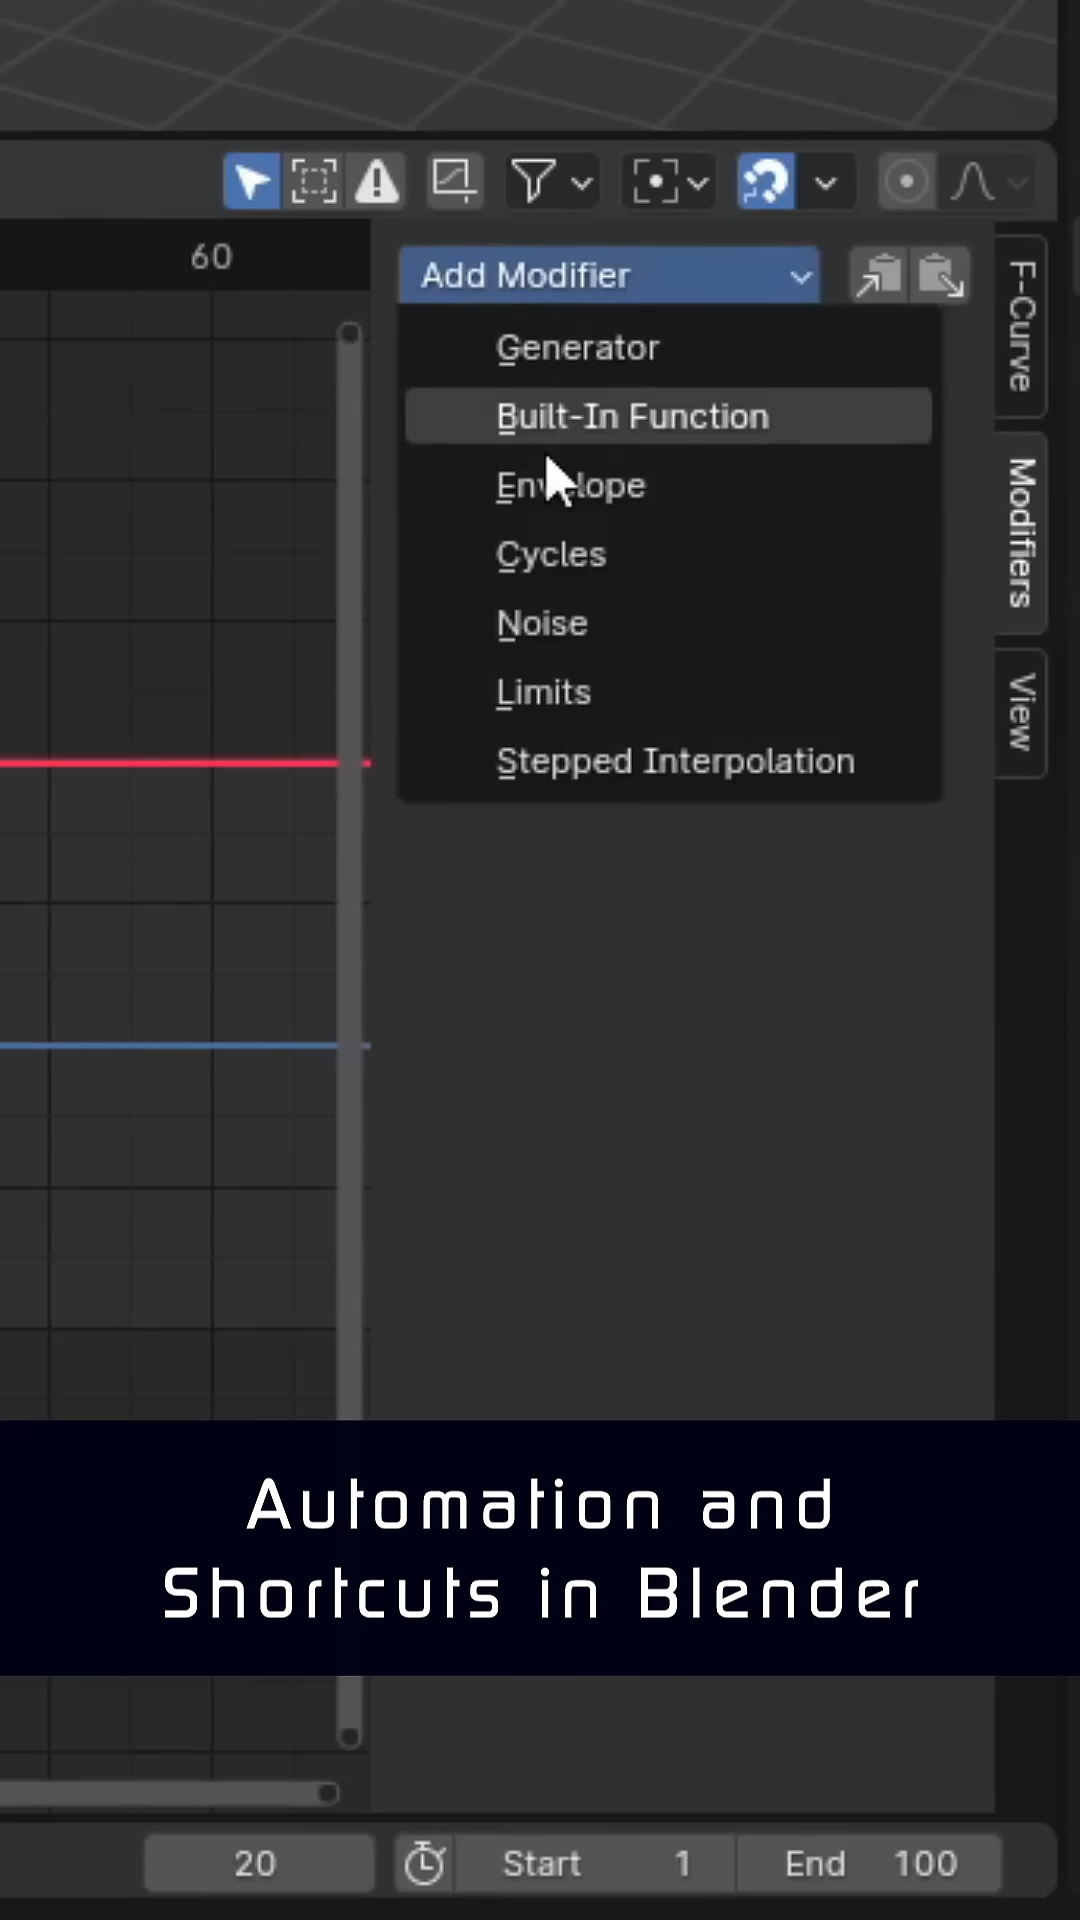 60
Add Modifier
Generator
Built-In Function
Envelope
Cycles
Noise
Limits
Stepped Interpolation
F-Curve
Modifiers
View
Automation and
Shortcuts in Blender
20 Start 1 End 100